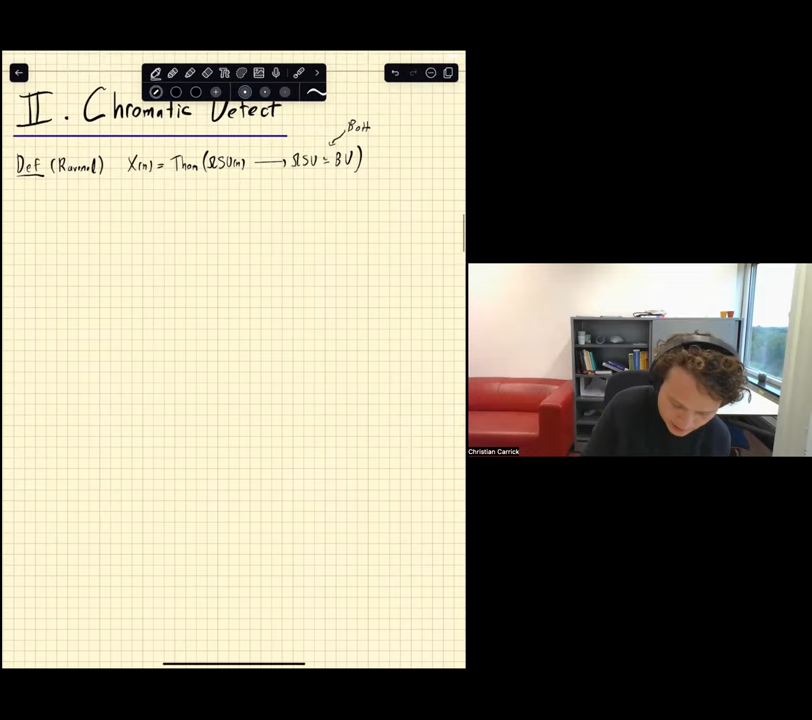 II. Chromatic Defect
Bott
Def (Ravenel) X(n) = Thom (ΩSU(n) ⟶ ΩSU ≃ BU)
Christian Carrick